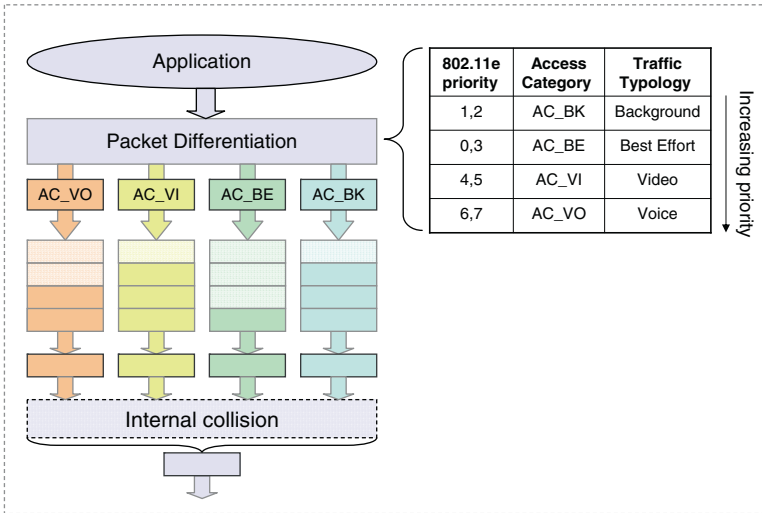 Application
Packet Differentiation
AC_VO AC_VI AC_BE AC_BK
Internal collision
802.11e priority Access Category Traffic Typology
1,2 AC_BK Background
0,3 AC_BE Best Effort
4,5 AC_VI Video
6,7 AC_VO Voice
Increasing priority